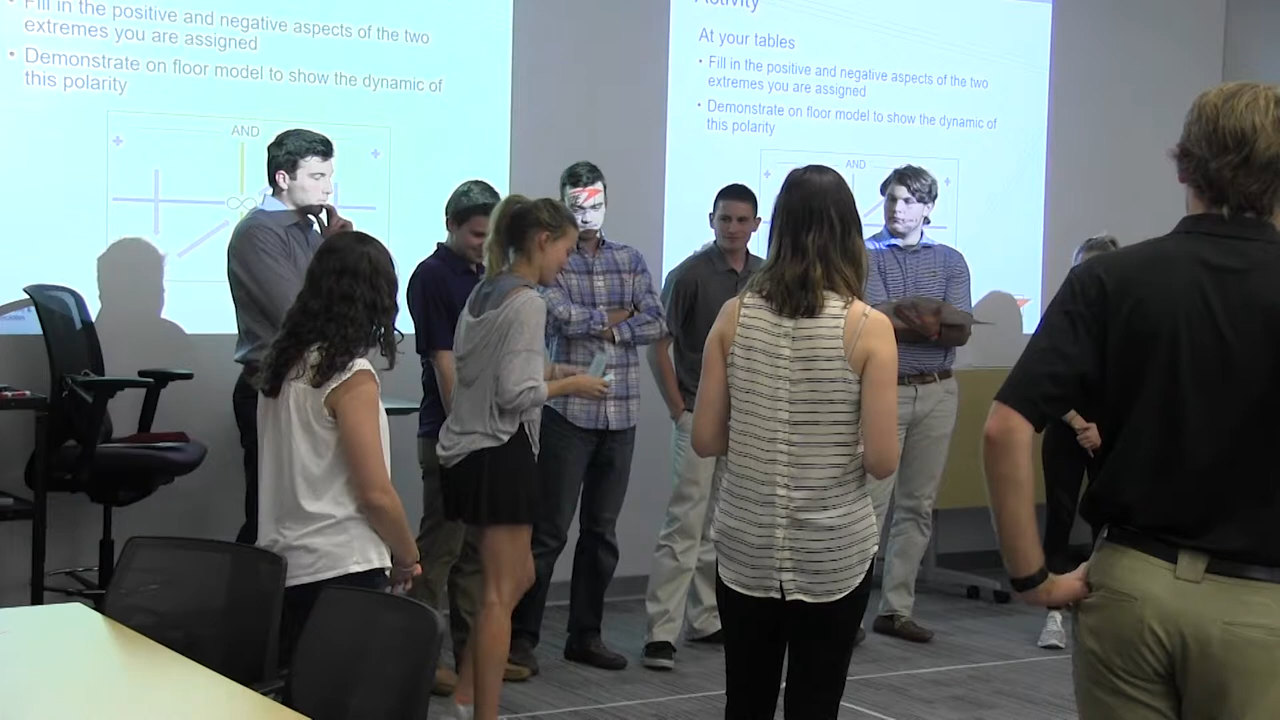 • Fill in the positive and negative aspects of the two
extremes you are assigned
• Demonstrate on floor model to show the dynamic of
this polarity
AND
+ +
Activity
At your tables
• Fill in the positive and negative aspects of the two
extremes you are assigned
• Demonstrate on floor model to show the dynamic of
this polarity
AND
+ +